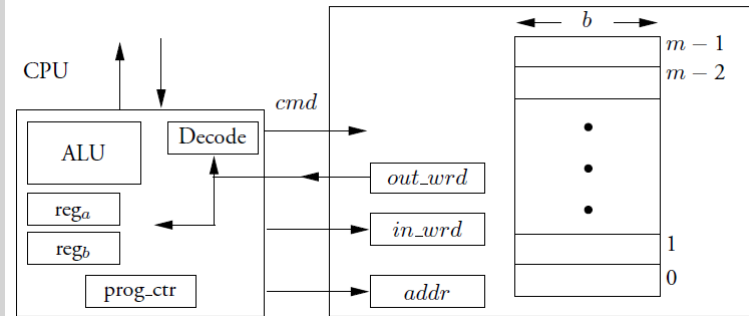 b
m − 1
m − 2
CPU
cmd
Decode
ALU
out_wrd
reg_a
in_wrd
1
reg_b
0
prog_ctr
addr